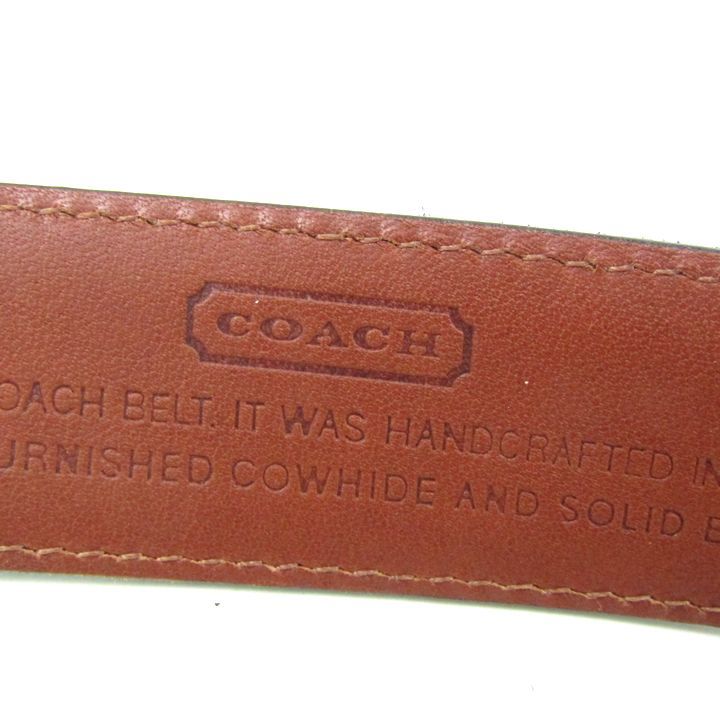 COACH
OACH BELT. IT WAS HANDCRAFTED IN
URNISHED COWHIDE AND SOLID B